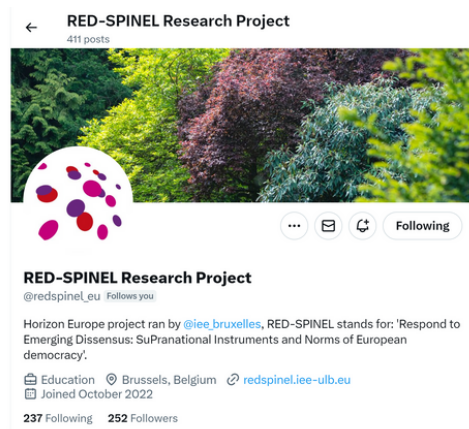 RED-SPINEL Research Project
411 posts
Following
RED-SPINEL Research Project
@redspinel_eu Follows you
Horizon Europe project ran by @iee_bruxelles, RED-SPINEL stands for: 'Respond to
Emerging Dissensus: SuPranational Instruments and Norms of European
democracy'.
Education Brussels, Belgium redspinel.iee-ulb.eu
Joined October 2022
237 Following 252 Followers